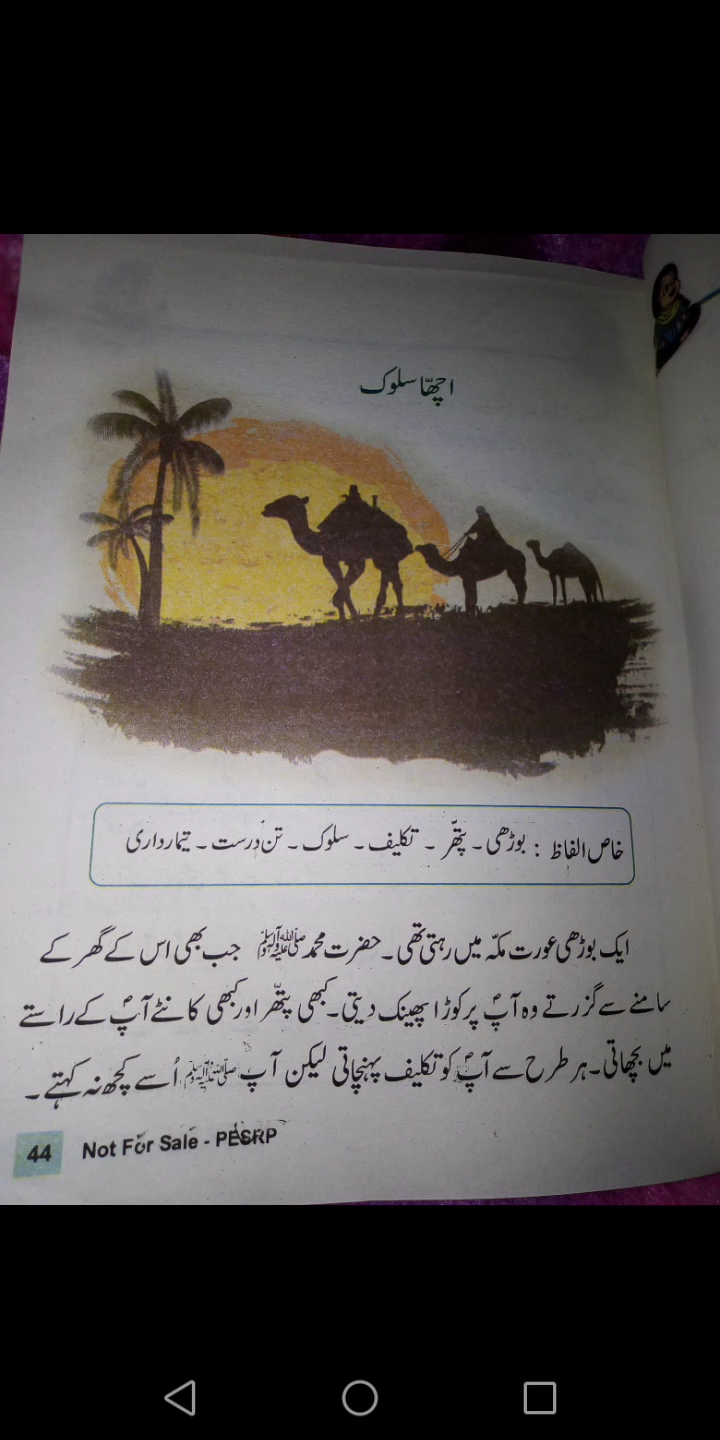 اچھّا سلوک
خاص الفاظ : بوڑھی ۔ پتھّر ۔ تکلیف ۔ سلوک ۔ تن درست ۔ تیمارداری
ایک بوڑھی عورت مکّہ میں رہتی تھی ۔ حضرت محمد ﷺ جب بھی اس کے گھر کے
سامنے سے گزرتے وہ آپؐ پر کوڑا پھینک دیتی ۔ کبھی پتھّر اور کبھی کانٹے آپؐ کے راستے
میں بچھاتی ۔ ہر طرح سے آپؐ کو تکلیف پہنچاتی لیکن آپ ﷺ اُسے کچھ نہ کہتے ۔
44 Not For Sale - PESRP